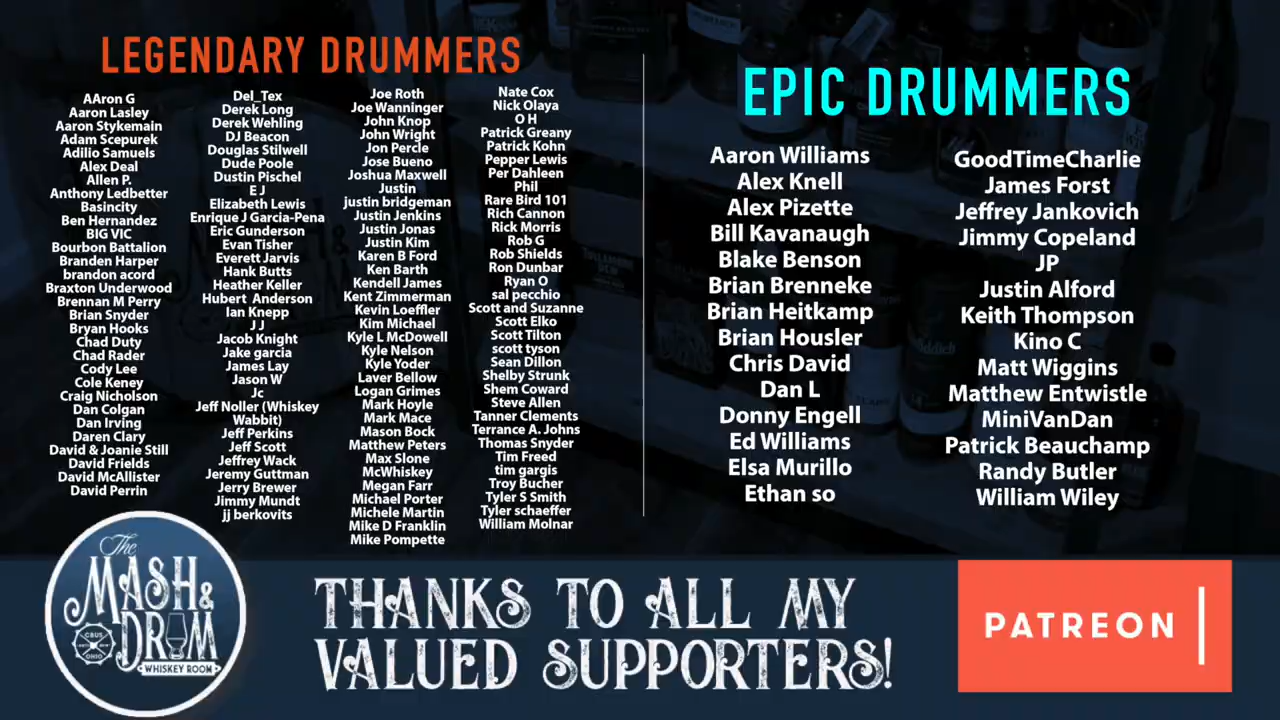 LEGENDARY DRUMMERS
AAron G
Aaron Lasley
Aaron Stykemain
Adam Scepurek
Adilio Samuels
Alex Deal
Allen P.
Anthony Ledbetter
Basincity
Ben Hernandez
BIG VIC
Bourbon Battalion
Branden Harper
brandon acord
Braxton Underwood
Brennan M Perry
Brian Snyder
Bryan Hooks
Chad Duty
Chad Rader
Cody Lee
Cole Keney
Craig Nicholson
Dan Colgan
Dan Irving
Daren Clary
David & Joanie Still
David Frields
David McAllister
David Perrin
Del_Tex
Derek Long
Derek Wehling
DJ Beacon
Douglas Stilwell
Dude Poole
Dustin Pischel
E J
Elizabeth Lewis
Enrique J Garcia-Pena
Eric Gunderson
Evan Tisher
Everett Jarvis
Hank Butts
Heather Keller
Hubert Anderson
Ian Knepp
J J
Jacob Knight
Jake garcia
James Lay
Jason W
Jc
Jeff Noller (Whiskey
Wabbit)
Jeff Perkins
Jeff Scott
Jeffrey Wack
Jeremy Guttman
Jerry Brewer
Jimmy Mundt
jj berkovits
Joe Roth
Joe Wanninger
John Knop
John Wright
Jon Percle
Jose Bueno
Joshua Maxwell
Justin
justin bridgeman
Justin Jenkins
Justin Jonas
Justin Kim
Karen B Ford
Ken Barth
Kendell James
Kent Zimmerman
Kevin Loeffler
Kim Michael
Kyle L McDowell
Kyle Nelson
Kyle Yoder
Laver Bellow
Logan Grimes
Mark Hoyle
Mark Mace
Mason Bock
Matthew Peters
Max Slone
McWhiskey
Megan Farr
Michael Porter
Michele Martin
Mike D Franklin
Mike Pompette
Nate Cox
Nick Olaya
O H
Patrick Greany
Patrick Kohn
Pepper Lewis
Per Dahleen
Phil
Rare Bird 101
Rich Cannon
Rick Morris
Rob G
Rob Shields
Ron Dunbar
Ryan O
sal pecchio
Scott and Suzanne
Scott Elko
Scott Tilton
scott tyson
Sean Dillon
Shelby Strunk
Shem Coward
Steve Allen
Tanner Clements
Terrance A. Johns
Thomas Snyder
Tim Freed
tim gargis
Troy Bucher
Tyler S Smith
Tyler schaeffer
William Molnar
EPIC DRUMMERS
Aaron Williams
Alex Knell
Alex Pizette
Bill Kavanaugh
Blake Benson
Brian Brenneke
Brian Heitkamp
Brian Housler
Chris David
Dan L
Donny Engell
Ed Williams
Elsa Murillo
Ethan so
GoodTimeCharlie
James Forst
Jeffrey Jankovich
Jimmy Copeland
JP
Justin Alford
Keith Thompson
Kino C
Matt Wiggins
Matthew Entwistle
MiniVanDan
Patrick Beauchamp
Randy Butler
William Wiley
The
MASH &
DRUM
CBUS
OHIO
WHISKEY ROOM
THANKS TO ALL MY
VALUED SUPPORTERS!
PATREON